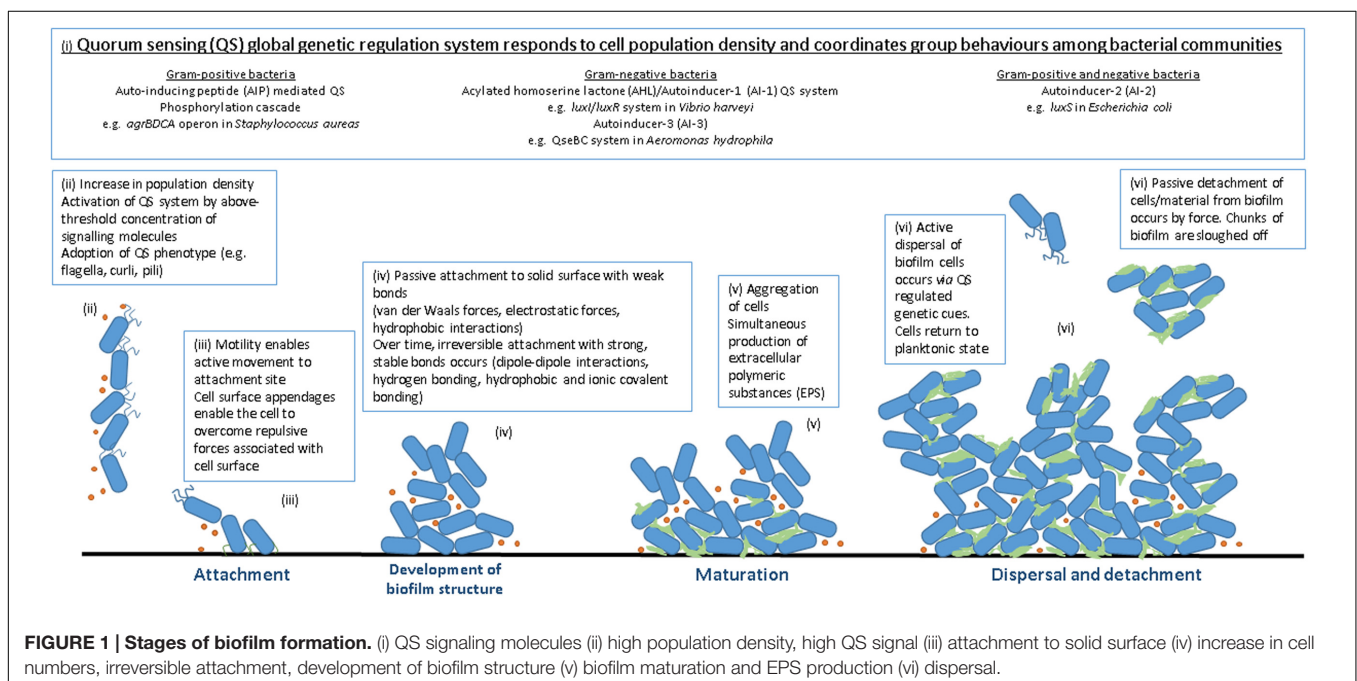 (i) Quorum sensing (QS) global genetic regulation system responds to cell population density and coordinates group behaviours among bacterial communities
Gram-positive bacteria
Auto-inducing peptide (AIP) mediated QS
Phosphorylation cascade
e.g. agrBDCA operon in Staphylococcus aureas
Gram-negative bacteria
Acylated homoserine lactone (AHL)/Autoinducer-1 (AI-1) QS system
e.g. luxI/luxR system in Vibrio harveyi
Autoinducer-3 (AI-3)
e.g. QseBC system in Aeromonas hydrophila
Gram-positive and negative bacteria
Autoinducer-2 (AI-2)
e.g. luxS in Escherichia coli
(ii) Increase in population density
Activation of QS system by above-
threshold concentration of
signalling molecules
Adoption of QS phenotype (e.g.
flagella, curli, pili)
(ii)
(iii) Motility enables
active movement to
attachment site
Cell surface appendages
enable the cell to
overcome repulsive
forces associated with
cell surface
(iii)
(iv) Passive attachment to solid surface with weak
bonds
(van der Waals forces, electrostatic forces,
hydrophobic interactions)
Over time, irreversible attachment with strong,
stable bonds occurs (dipole-dipole interactions,
hydrogen bonding, hydrophobic and ionic covalent
bonding)
(iv)
(v) Aggregation
of cells
Simultaneous
production of
extracellular
polymeric
substances (EPS)
(v)
(vi) Active
dispersal of
biofilm cells
occurs via QS
regulated
genetic cues.
Cells return to
planktonic state
(vi)
(vi) Passive detachment of
cells/material from biofilm
occurs by force. Chunks of
biofilm are sloughed off
Attachment
Development of
biofilm structure
Maturation
Dispersal and detachment
FIGURE 1 | Stages of biofilm formation. (i) QS signaling molecules (ii) high population density, high QS signal (iii) attachment to solid surface (iv) increase in cell
numbers, irreversible attachment, development of biofilm structure (v) biofilm maturation and EPS production (vi) dispersal.